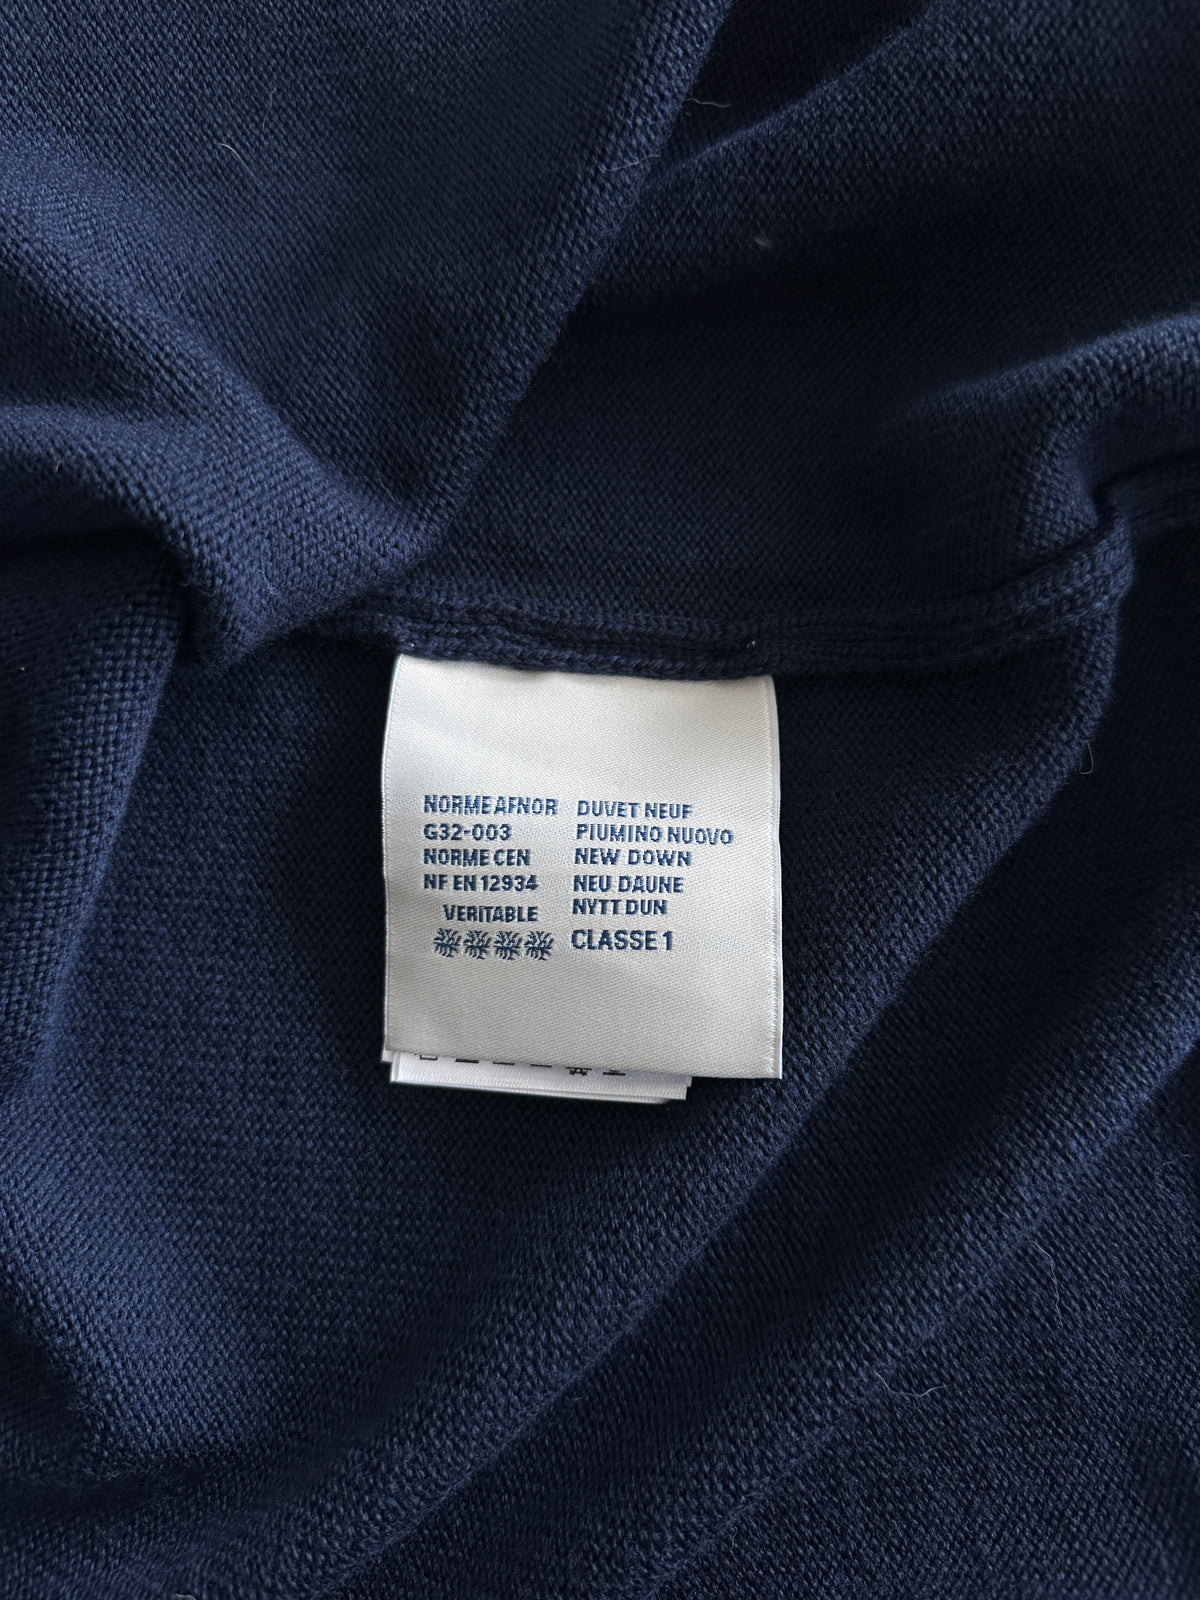 NORME AFNOR
G32-003
NORME CEN
NF EN 12934
VERITABLE
DUVET NEUF
PIUMINO NUOVO
NEW DOWN
NEU DAUNE
NYTT DUN
CLASSE 1